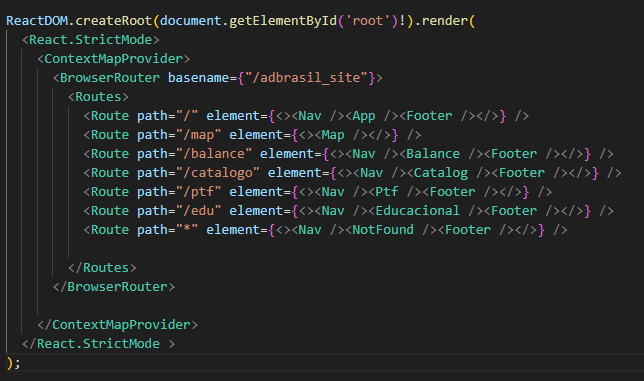 ReactDOM.createRoot(document.getElementById('root')!).render(
<React.StrictMode>
<ContextMapProvider>
<BrowserRouter basename={"/adbrasil_site"}>
<Routes>
<Route path="/" element={<><Nav /><App /><Footer /></>} />
<Route path="/map" element={<><Map /></>} />
<Route path="/balance" element={<><Nav /><Balance /><Footer /></>} />
<Route path="/catalogo" element={<><Nav /><Catalog /><Footer /></>} />
<Route path="/ptf" element={<><Nav /><Ptf /><Footer /></>} />
<Route path="/edu" element={<><Nav /><Educacional /><Footer /></>} />
<Route path="*" element={<><Nav /><NotFound /><Footer /></>} />
</Routes>
</BrowserRouter>
</ContextMapProvider>
</React.StrictMode >
);